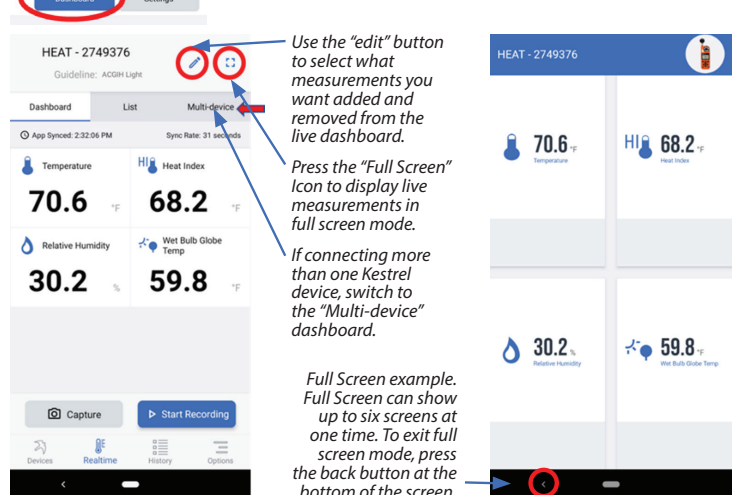 Dashboard
Settings
HEAT - 2749376
Guideline: ACGIH Light
Dashboard List Multi-device
App Synced: 2:32:06 PM Sync Rate: 31 seconds
Temperature
70.6 °F
HI Heat Index
68.2 °F
Relative Humidity
30.2 %
Wet Bulb Globe
Temp
59.8 °F
Capture
Start Recording
Devices Realtime History Options
Use the “edit” button
to select what
measurements you
want added and
removed from the
live dashboard.
Press the “Full Screen”
Icon to display live
measurements in
full screen mode.
If connecting more
than one Kestrel
device, switch to
the “Multi-device”
dashboard.
Full Screen example.
Full Screen can show
up to six screens at
one time. To exit full
screen mode, press
the back button at the
bottom of the screen.
HEAT - 2749376
70.6 °F
Temperature
HI 68.2 °F
Heat Index
30.2 %
Relative Humidity
59.8 °F
Wet Bulb Globe Temp